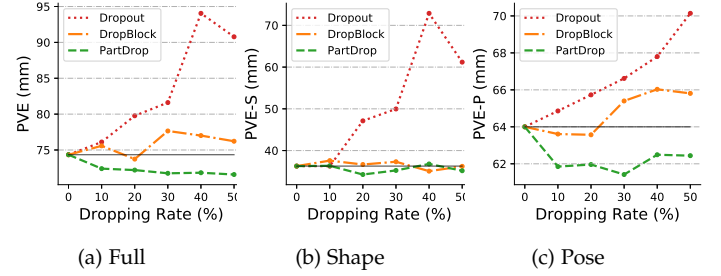 95
90
85
80
75
PVE (mm)
Dropout
DropBlock
PartDrop
0 10 20 30 40 50
Dropping Rate (%)
(a) Full
70
60
50
40
PVE-S (mm)
Dropout
DropBlock
PartDrop
0 10 20 30 40 50
Dropping Rate (%)
(b) Shape
70
68
66
64
62
PVE-P (mm)
Dropout
DropBlock
PartDrop
0 10 20 30 40 50
Dropping Rate (%)
(c) Pose